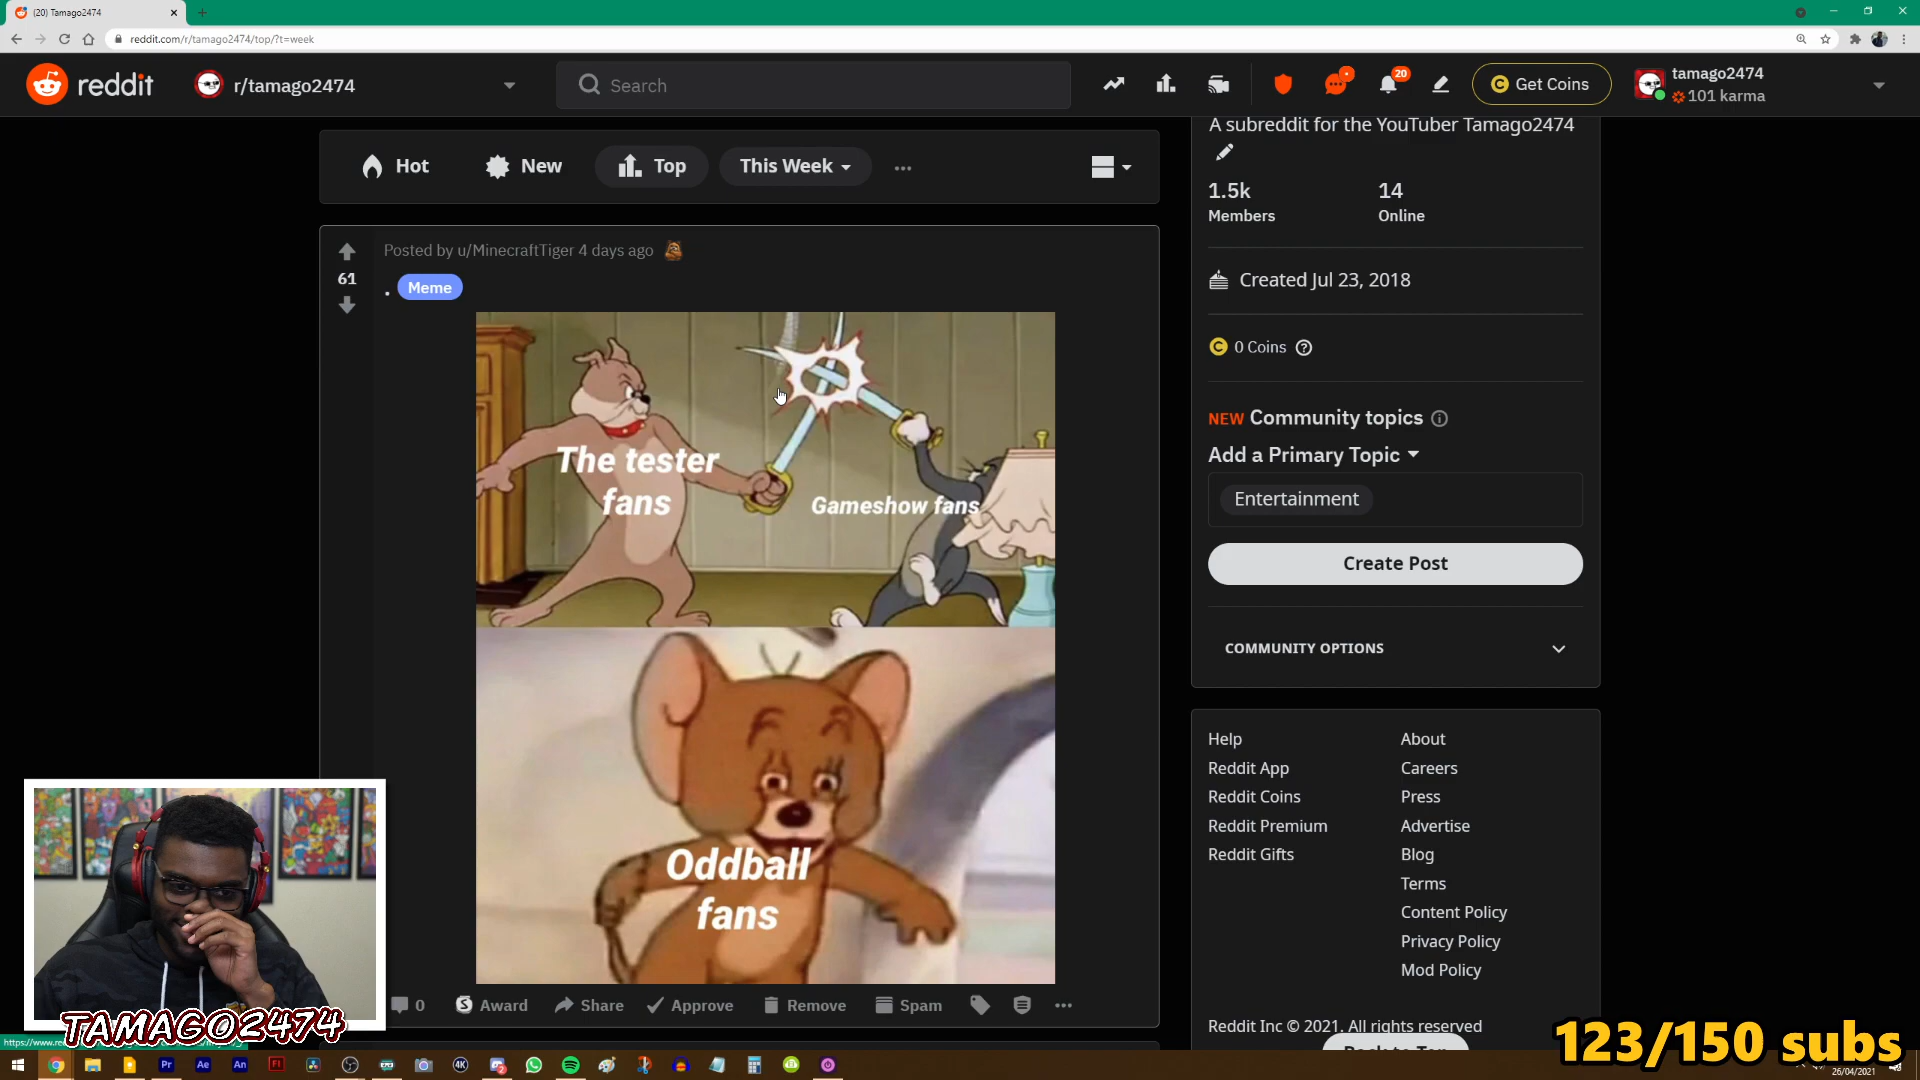 (20) Tamago2474
reddit.com/r/tamago2474/top/?t=week
reddit
r/tamago2474
Search
20
Get Coins
tamago2474
101 karma
Hot
New
Top
This Week
A subreddit for the YouTuber Tamago2474
1.5k
Members
14
Online
Created Jul 23, 2018
0 Coins
NEW Community topics
Add a Primary Topic
Entertainment
Create Post
COMMUNITY OPTIONS
Posted by u/MinecraftTiger 4 days ago
61
.
Meme
The tester
fans
Gameshow fans
Oddball
fans
0
Award
Share
Approve
Remove
Spam
Help
Reddit App
Reddit Coins
Reddit Premium
Reddit Gifts
About
Careers
Press
Advertise
Blog
Terms
Content Policy
Privacy Policy
Mod Policy
Reddit Inc © 2021. All rights reserved
TAMAGO2474
123/150 subs
Pr
Ae
An
Fl
4K
26/04/2021